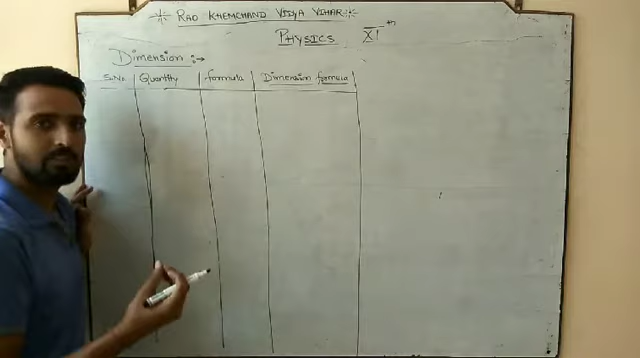 Rao Khemchand Vidya Vihar
Physics XIth
Dimension :→
S.No. Quantity formula Dimension formula